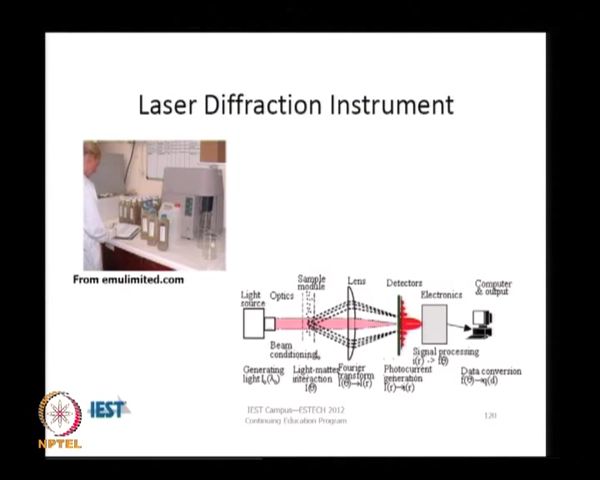 Laser Diffraction Instrument
From emulimited.com
Light
source
Optics
Sample
module
Lens
Detectors
Electronics
Computer
& output
Beam
conditioning
Signal processing
i(r) -> f(Θ)
Generating
light
Light-matter
interaction
I(Θ)
Fourier
transform
I(Θ)→I(r)
Photocurrent
generation
I(r)→i(r)
Data conversion
f(Θ)→q(d)
IEST
NPTEL
IEST Campus—ESTECH 2012
Continuing Education Program
120